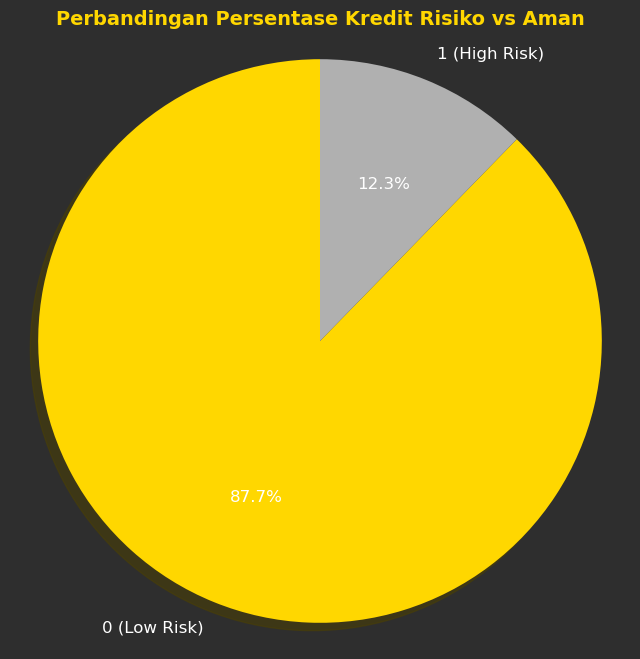 Perbandingan Persentase Kredit Risiko vs Aman
1 (High Risk)
12.3%
87.7%
0 (Low Risk)